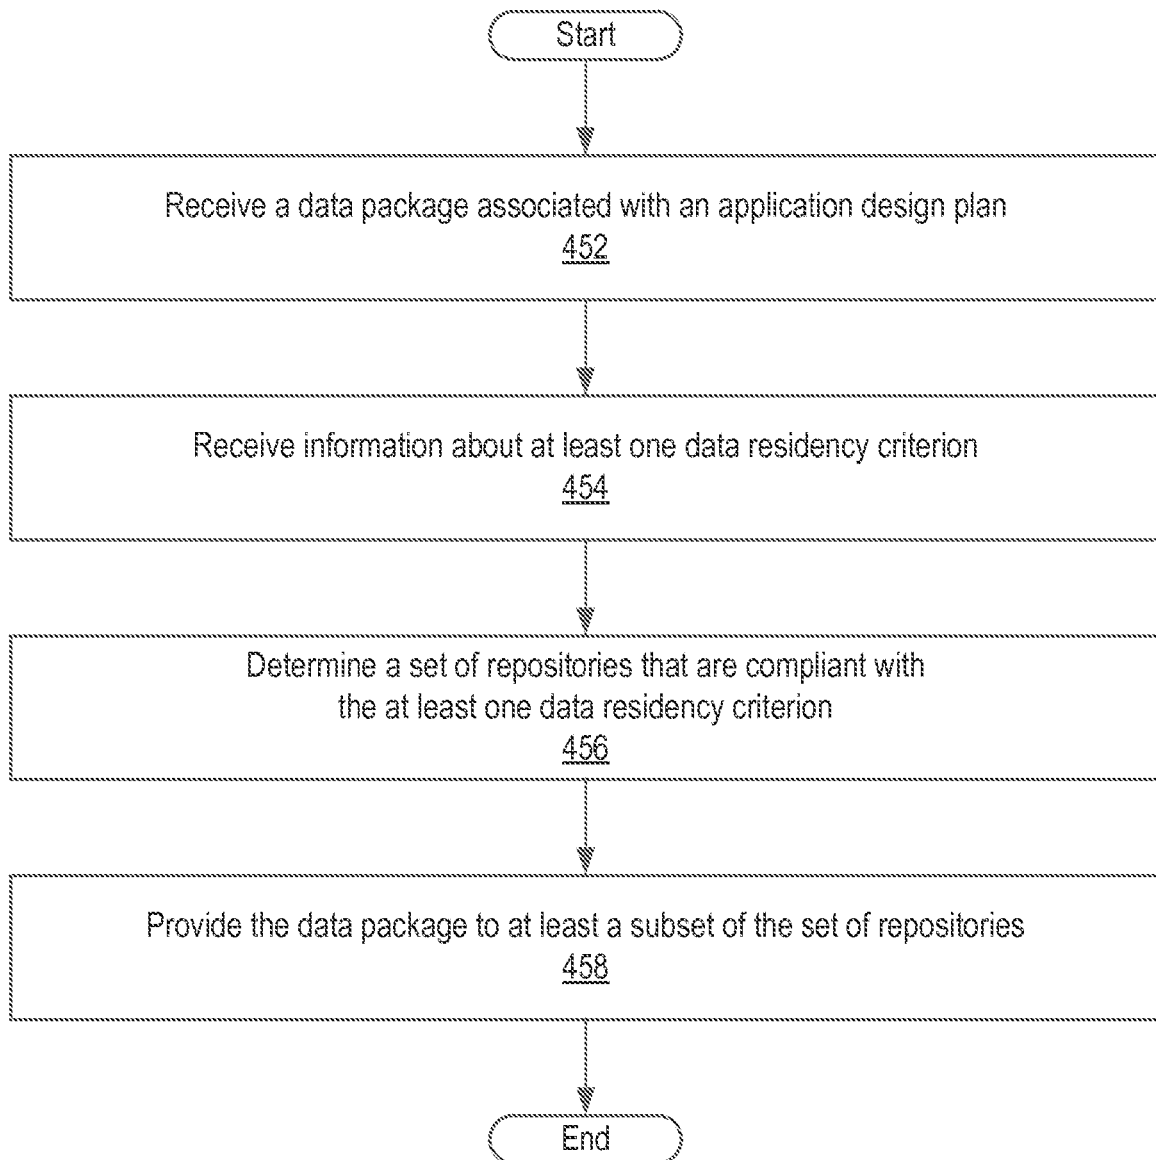 Start
Receive a data package associated with an application design plan
452
Receive information about at least one data residency criterion
454
Determine a set of repositories that are compliant with
the at least one data residency criterion
456
Provide the data package to at least a subset of the set of repositories
458
End